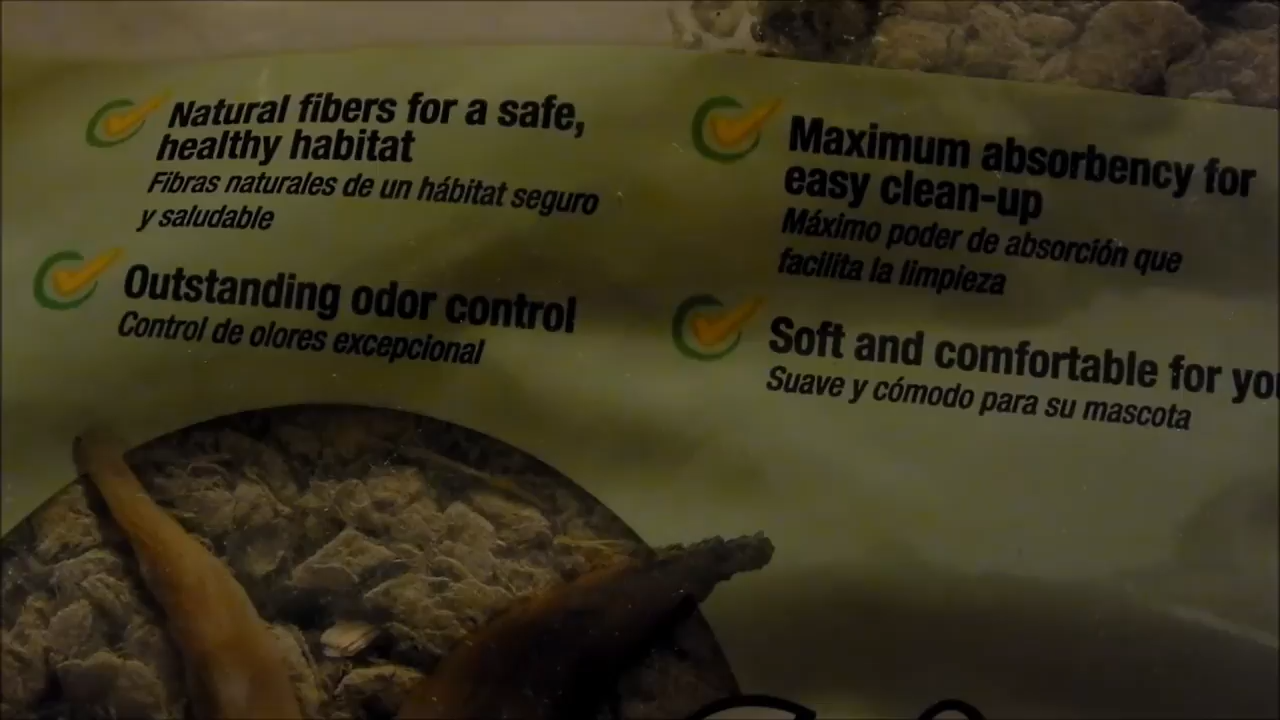 Natural fibers for a safe,
healthy habitat
Fibras naturales de un hábitat seguro
y saludable
Outstanding odor control
Control de olores excepcional
Maximum absorbency for
easy clean-up
Máximo poder de absorción que
facilita la limpieza
Soft and comfortable for
Suave y cómodo para su mascota